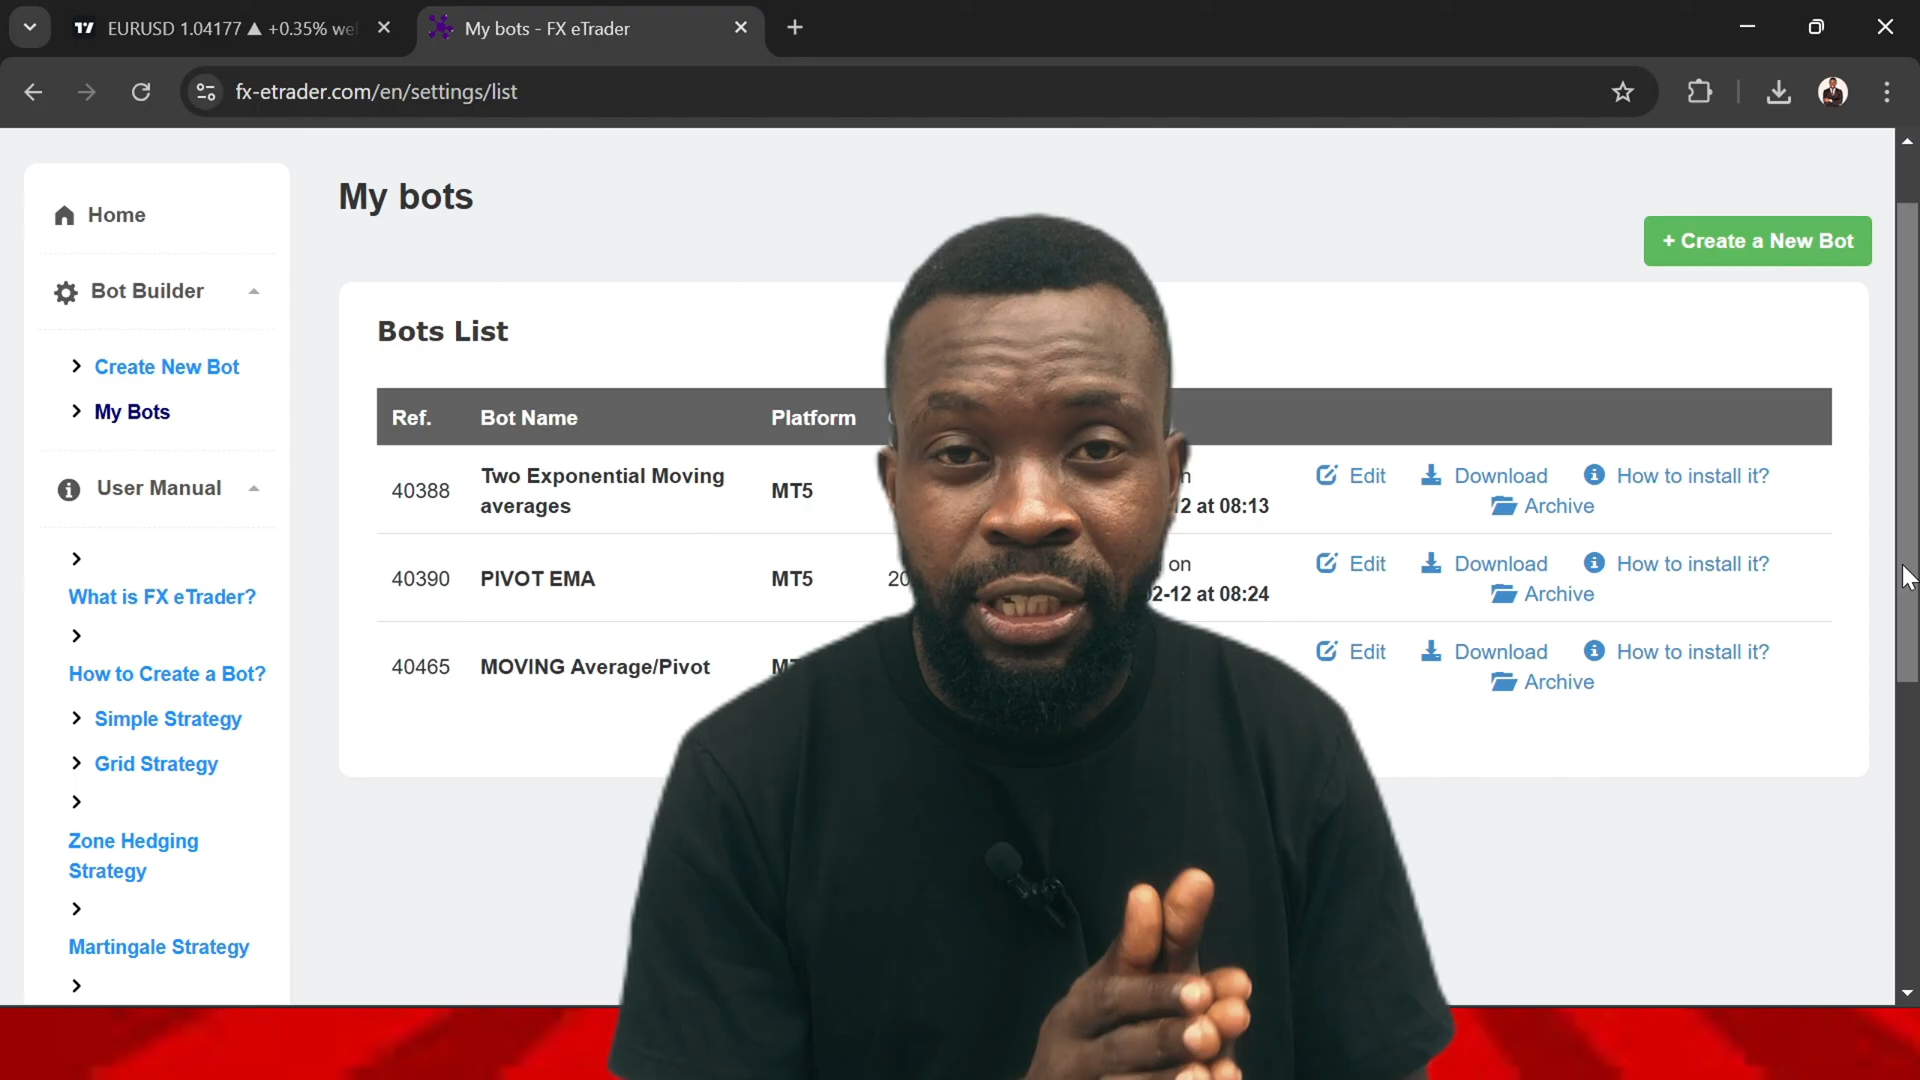 EURUSD 1.04177 ▲ +0.35%
My bots - FX eTrader
fx-etrader.com/en/settings/list
Home
Bot Builder
Create New Bot
My Bots
User Manual
What is FX eTrader?
How to Create a Bot?
Simple Strategy
Grid Strategy
Zone Hedging
Strategy
Martingale Strategy
My bots
+ Create a New Bot
Bots List
Ref. Bot Name Platform
40388 Two Exponential Moving
averages MT5 12 at 08:13 Edit Download How to install it?
Archive
40390 PIVOT EMA MT5 20 on
02-12 at 08:24 Edit Download How to install it?
Archive
40465 MOVING Average/Pivot Edit Download How to install it?
Archive